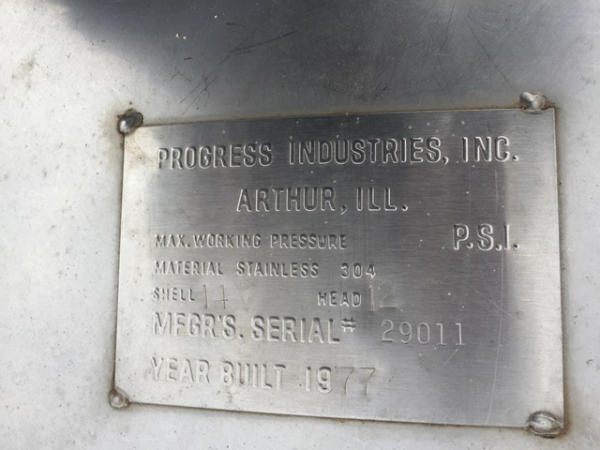 PROGRESS INDUSTRIES, INC.
ARTHUR, ILL.
MAX. WORKING PRESSURE P.S.I.
MATERIAL STAINLESS 304
SHELL 14 HEAD 12
MFGR'S. SERIAL# 29011
YEAR BUILT 1977